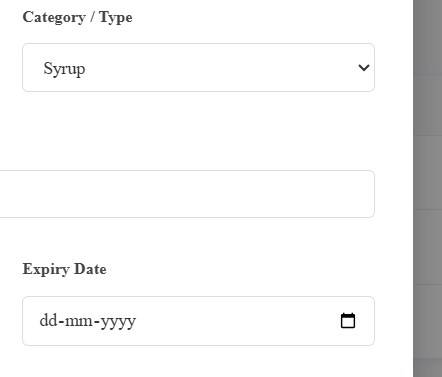 Category / Type
Syrup
Expiry Date
dd-mm-yyyy